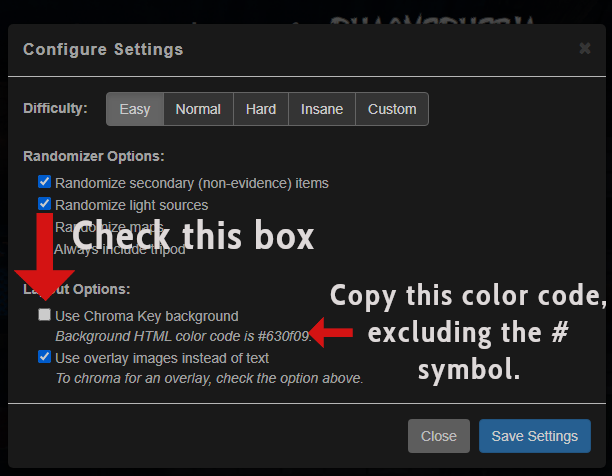 Configure Settings
Difficulty: Easy Normal Hard Insane Custom
Randomizer Options:
Randomize secondary (non-evidence) items
Randomize light sources
Randomize maps
Always include tripod
Check this box
Layout Options:
Use Chroma Key background
Background HTML color code is #630f09.
Use overlay images instead of text
To chroma for an overlay, check the option above.
Copy this color code,
excluding the #
symbol.
Close Save Settings